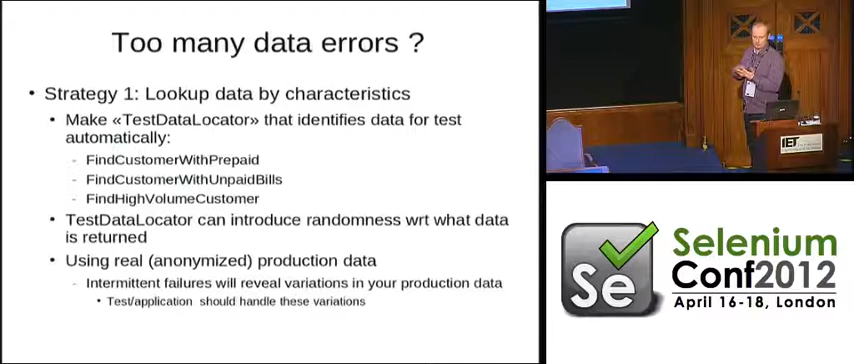 Too many data errors ?
• Strategy 1: Lookup data by characteristics
• Make «TestDataLocator» that identifies data for test
automatically:
- FindCustomerWithPrepaid
- FindCustomerWithUnpaidBills
- FindHighVolumeCustomer
• TestDataLocator can introduce randomness wrt what data
is returned
• Using real (anonymized) production data
- Intermittent failures will reveal variations in your production data
• Test/application should handle these variations
IET
Se
Selenium
Conf2012
April 16-18, London